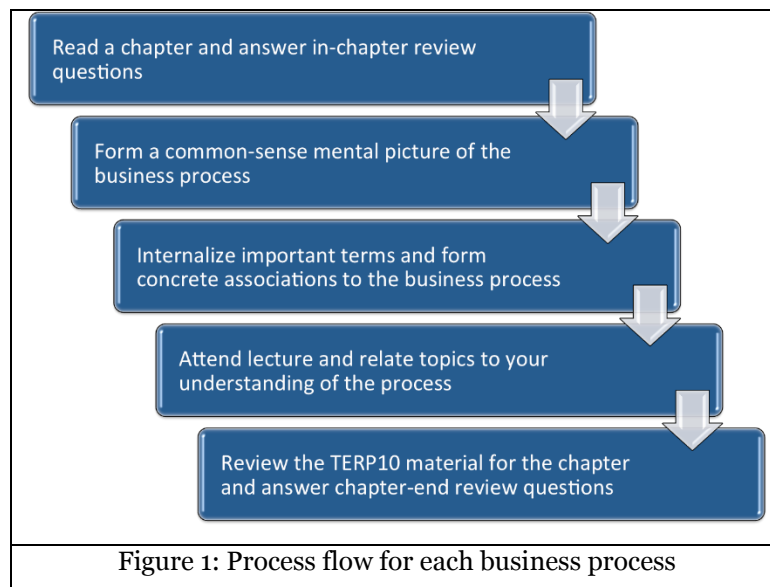 Read a chapter and answer in-chapter review
questions
Form a common-sense mental picture of the
business process
Internalize important terms and form
concrete associations to the business process
Attend lecture and relate topics to your
understanding of the process
Review the TERP10 material for the chapter
and answer chapter-end review questions
Figure 1: Process flow for each business process